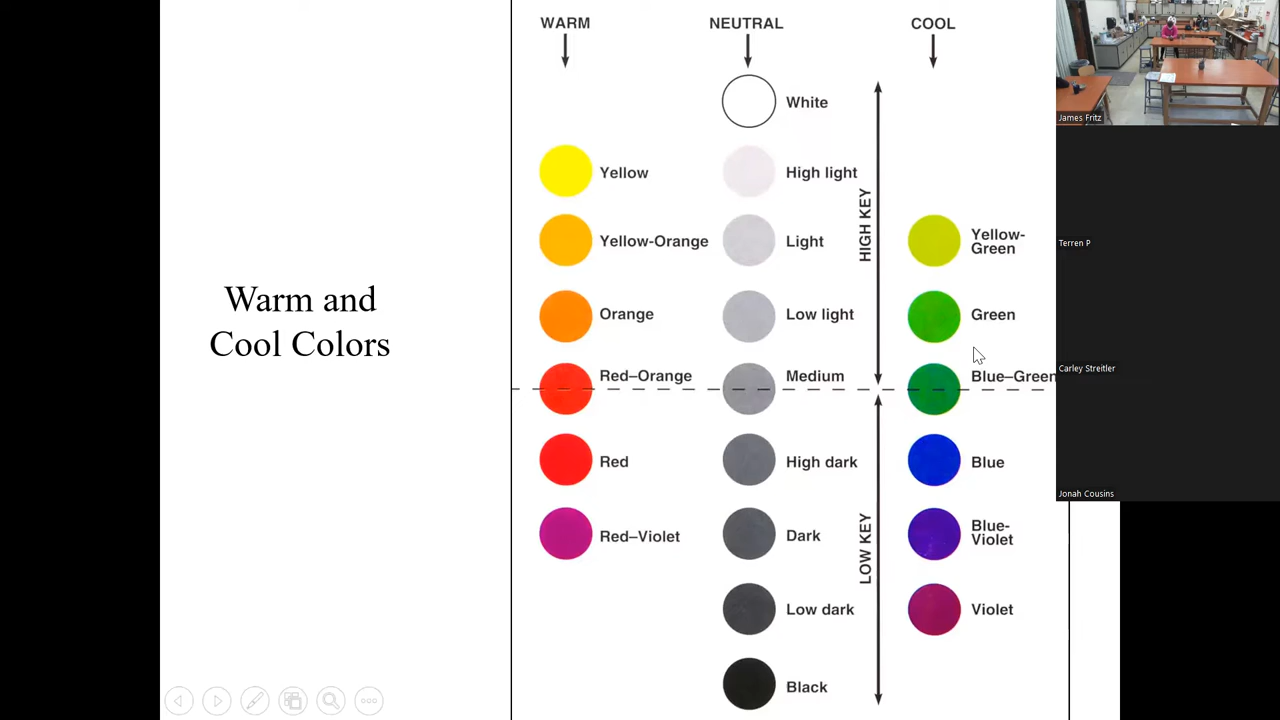 Warm and
Cool Colors
WARM
NEUTRAL
COOL
White
Yellow
High light
Yellow-Orange
Light
Yellow-
Green
Orange
Low light
Green
HIGH KEY
Red–Orange
Medium
Blue–Green
Red
High dark
Blue
Red–Violet
Dark
Blue-
Violet
LOW KEY
Low dark
Violet
Black
James Fritz
Terren P
Carley Streitler
Jonah Cousins